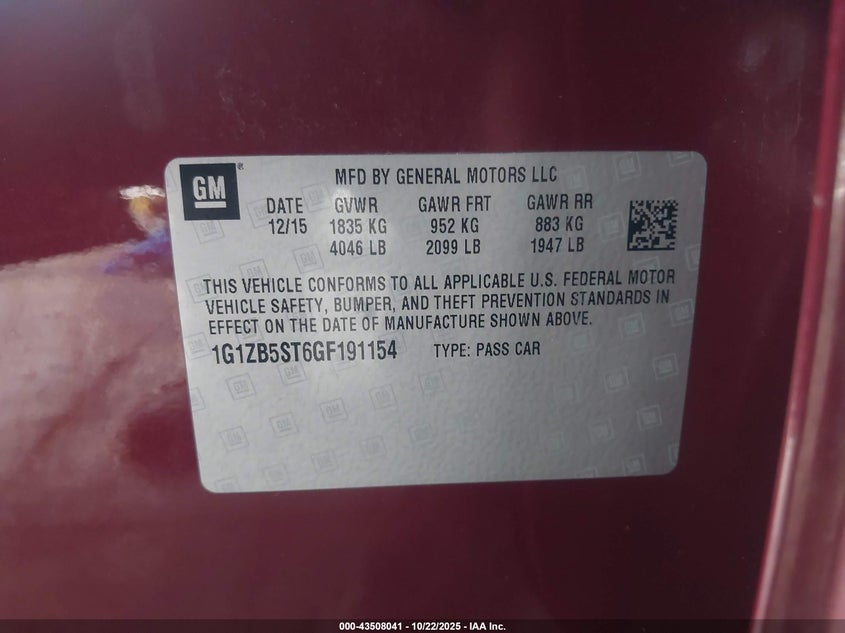 GM®
MFD BY GENERAL MOTORS LLC
DATE GVWR GAWR FRT GAWR RR
12/15 1835 KG 952 KG 883 KG
4046 LB 2099 LB 1947 LB
THIS VEHICLE CONFORMS TO ALL APPLICABLE U.S. FEDERAL MOTOR
VEHICLE SAFETY, BUMPER, AND THEFT PREVENTION STANDARDS IN
EFFECT ON THE DATE OF MANUFACTURE SHOWN ABOVE.
1G1ZB5ST6GF191154 TYPE: PASS CAR
000-43508041 - 10/22/2025 - IAA Inc.